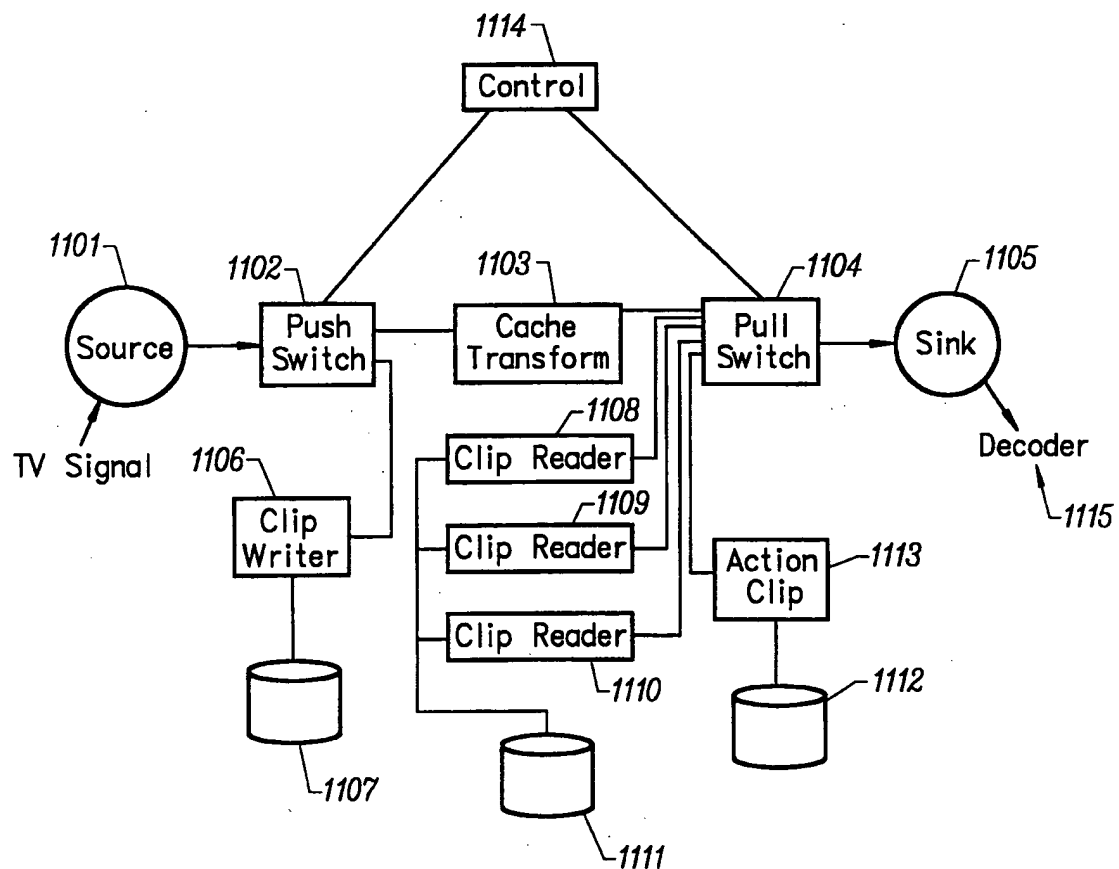 1114
Control
1101
1102
1103
1104
1105
Source
Push
Switch
Cache
Transform
Pull
Switch
Sink
TV Signal
1108
Clip Reader
Decoder
1115
1106
Clip
Writer
1109
Clip Reader
Action
Clip
1113
Clip Reader
1110
1112
1107
1111